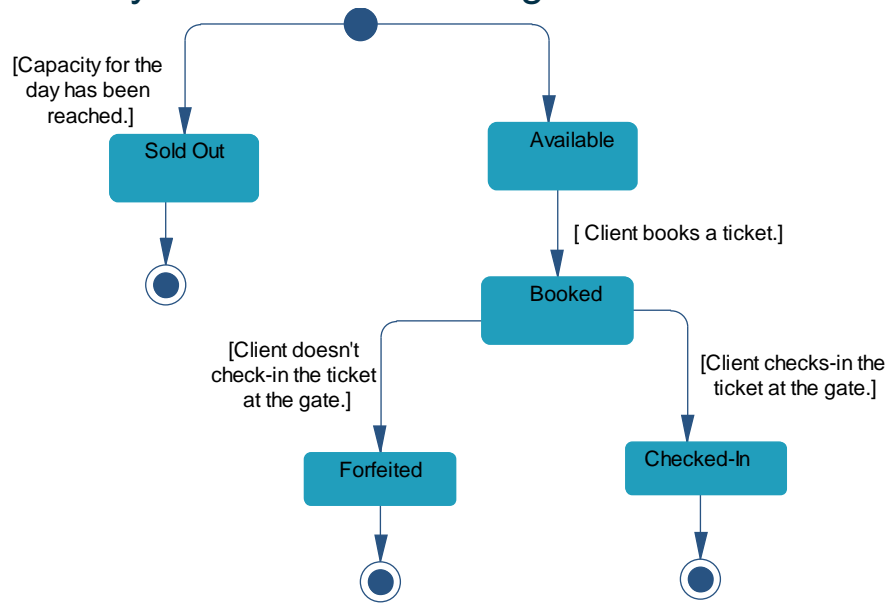 [Capacity for the
day has been
reached.]
Sold Out
Available
[ Client books a ticket.]
Booked
[Client doesn't
check-in the ticket
at the gate.]
[Client checks-in the
ticket at the gate.]
Forfeited
Checked-In